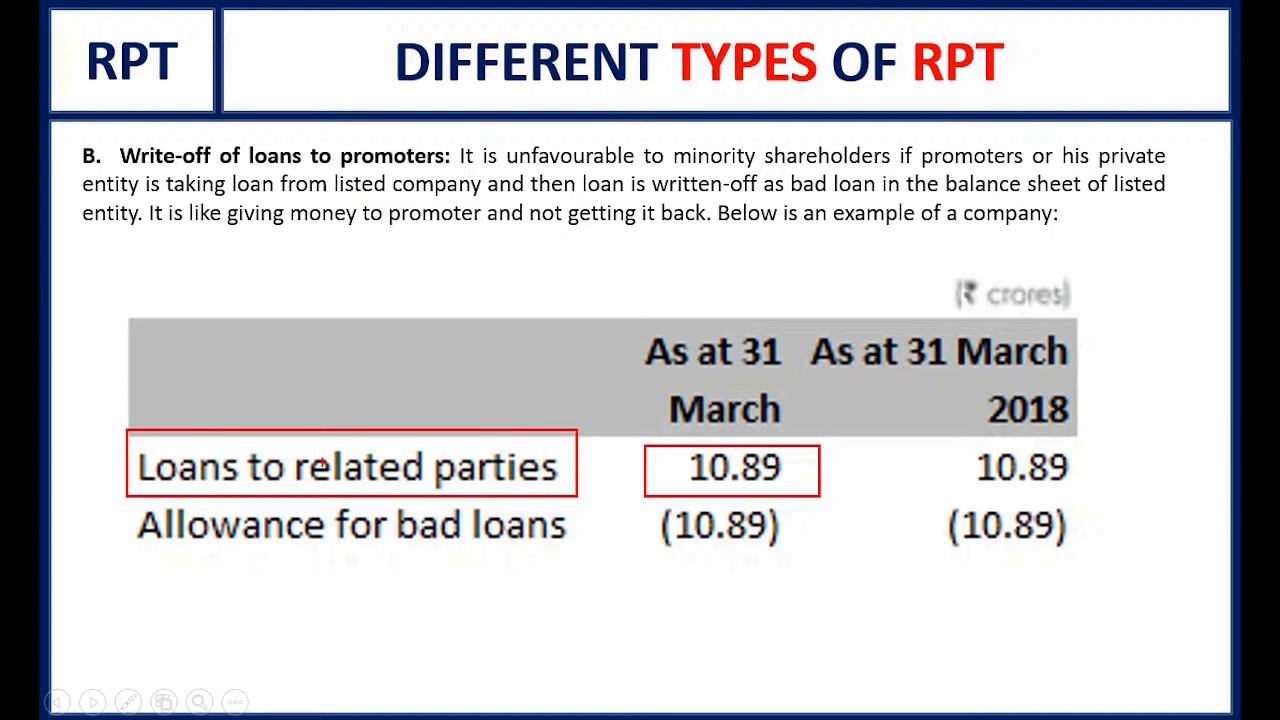 RPT
DIFFERENT TYPES OF RPT
B. Write-off of loans to promoters: It is unfavourable to minority shareholders if promoters or his private
entity is taking loan from listed company and then loan is written-off as bad loan in the balance sheet of listed
entity. It is like giving money to promoter and not getting it back. Below is an example of a company:
(₹ crores)
As at 31 As at 31 March
March 2018
Loans to related parties 10.89 10.89
Allowance for bad loans (10.89) (10.89)